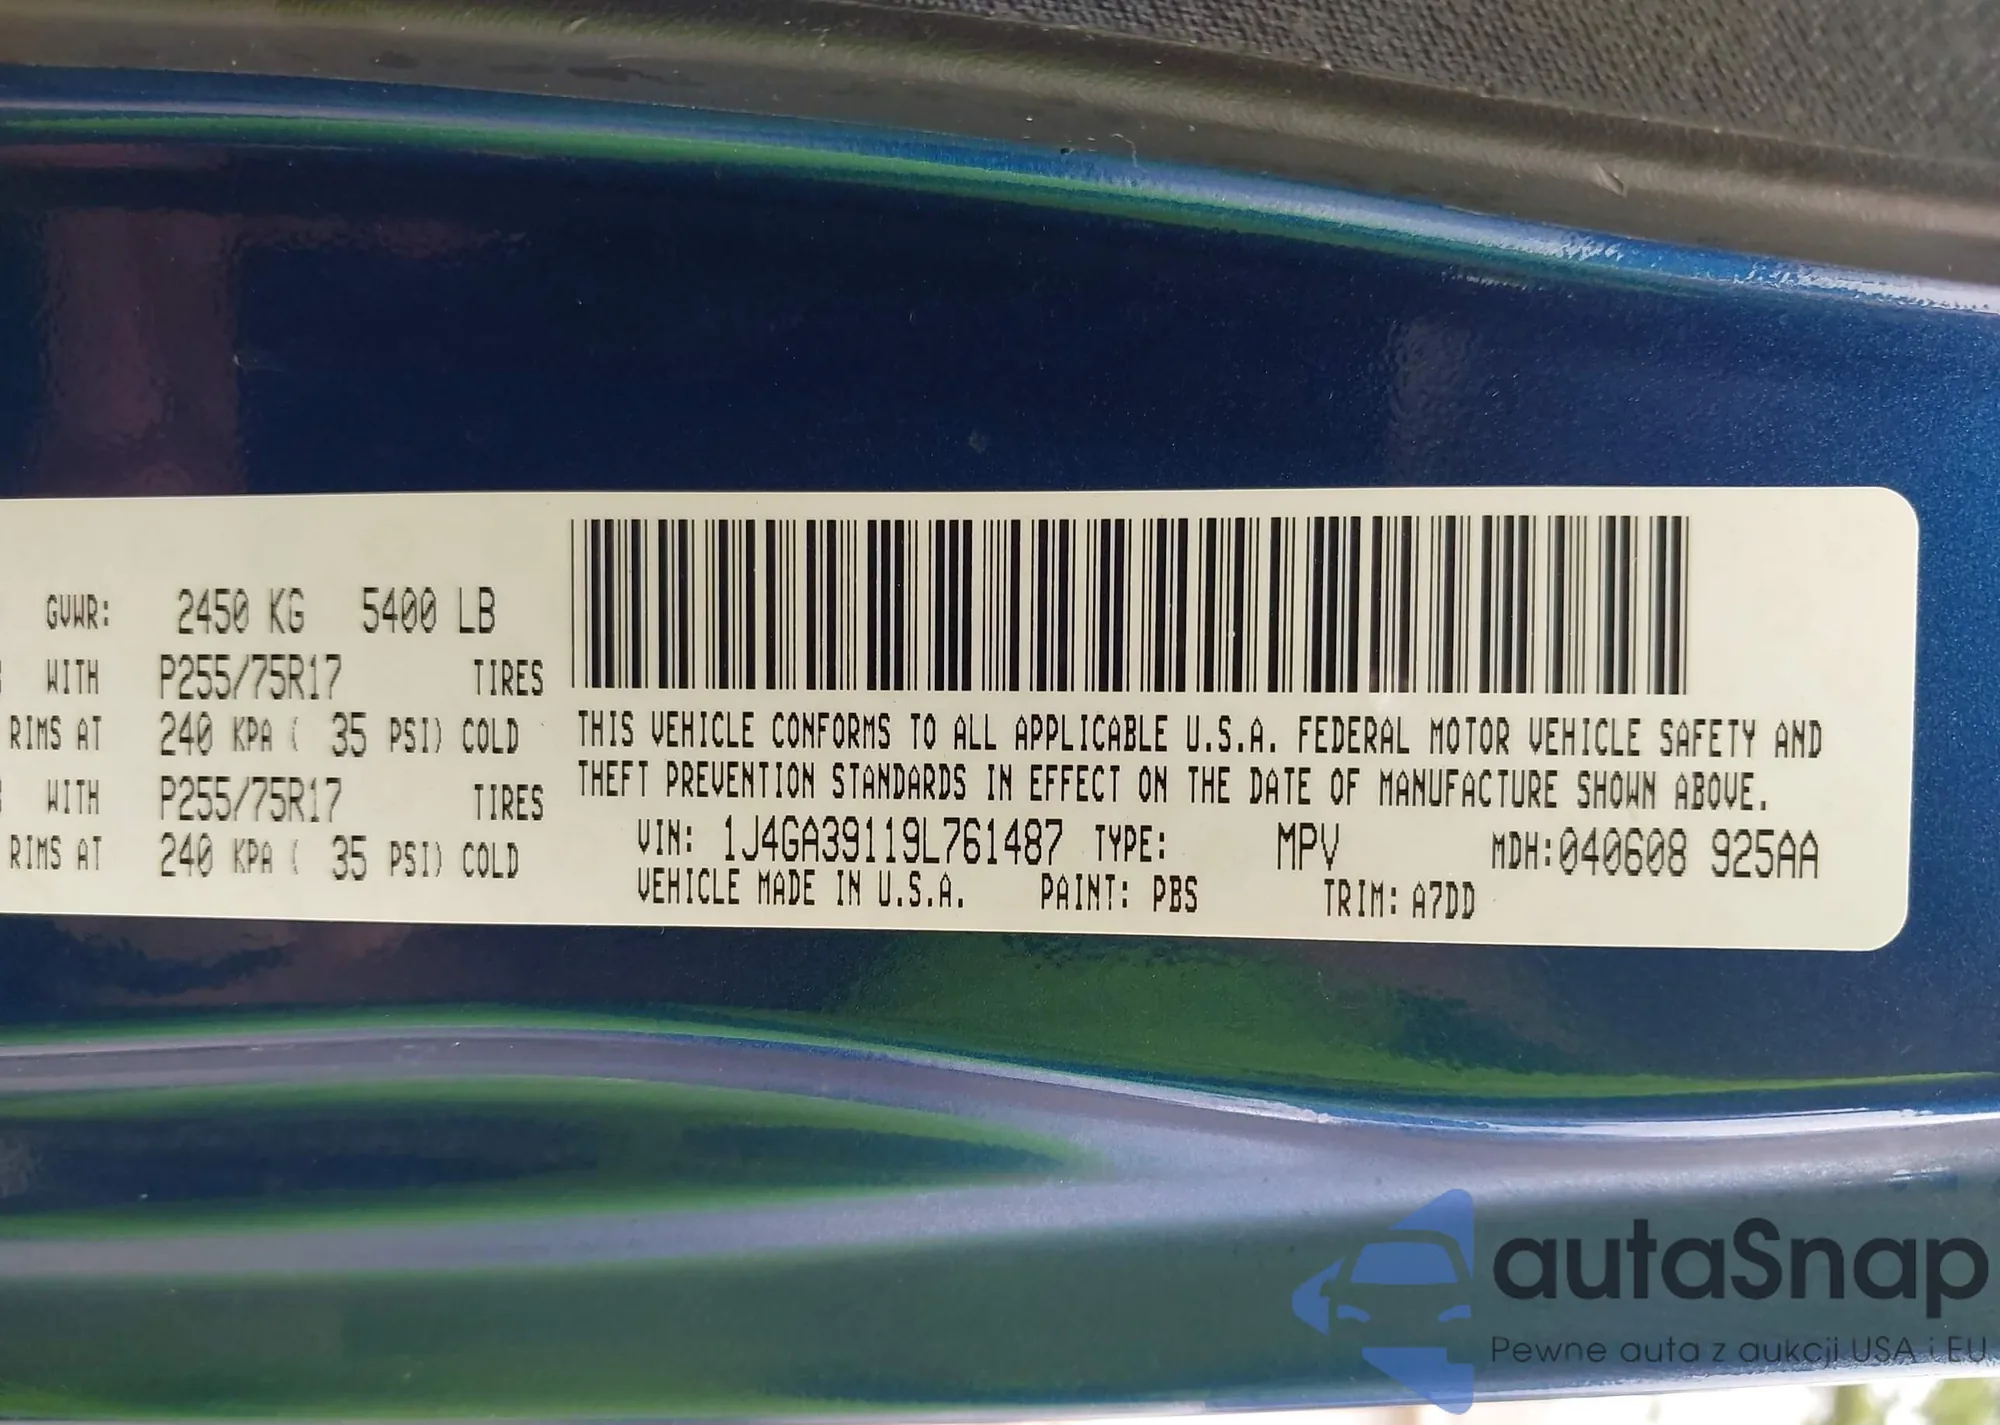 GVWR: 2450 KG 5400 LB
WITH P255/75R17 TIRES
RIMS AT 240 KPA ( 35 PSI) COLD
WITH P255/75R17 TIRES
RIMS AT 240 KPA ( 35 PSI) COLD
THIS VEHICLE CONFORMS TO ALL APPLICABLE U.S.A. FEDERAL MOTOR VEHICLE SAFETY AND
THEFT PREVENTION STANDARDS IN EFFECT ON THE DATE OF MANUFACTURE SHOWN ABOVE.
VIN: 1J4GA39119L761487 TYPE: MPV MDH:040608 925AA
VEHICLE MADE IN U.S.A. PAINT: PBS TRIM: A7DD
autaSnap
Pewne auta z aukcji USA i EU